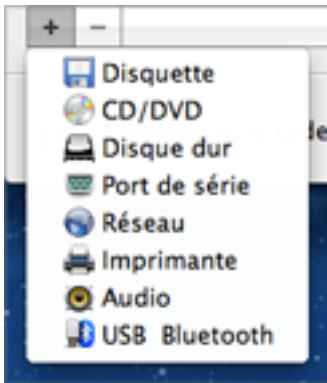 + −
Disquette
CD/DVD
Disque dur
Port de série
Réseau
Imprimante
Audio
USB Bluetooth